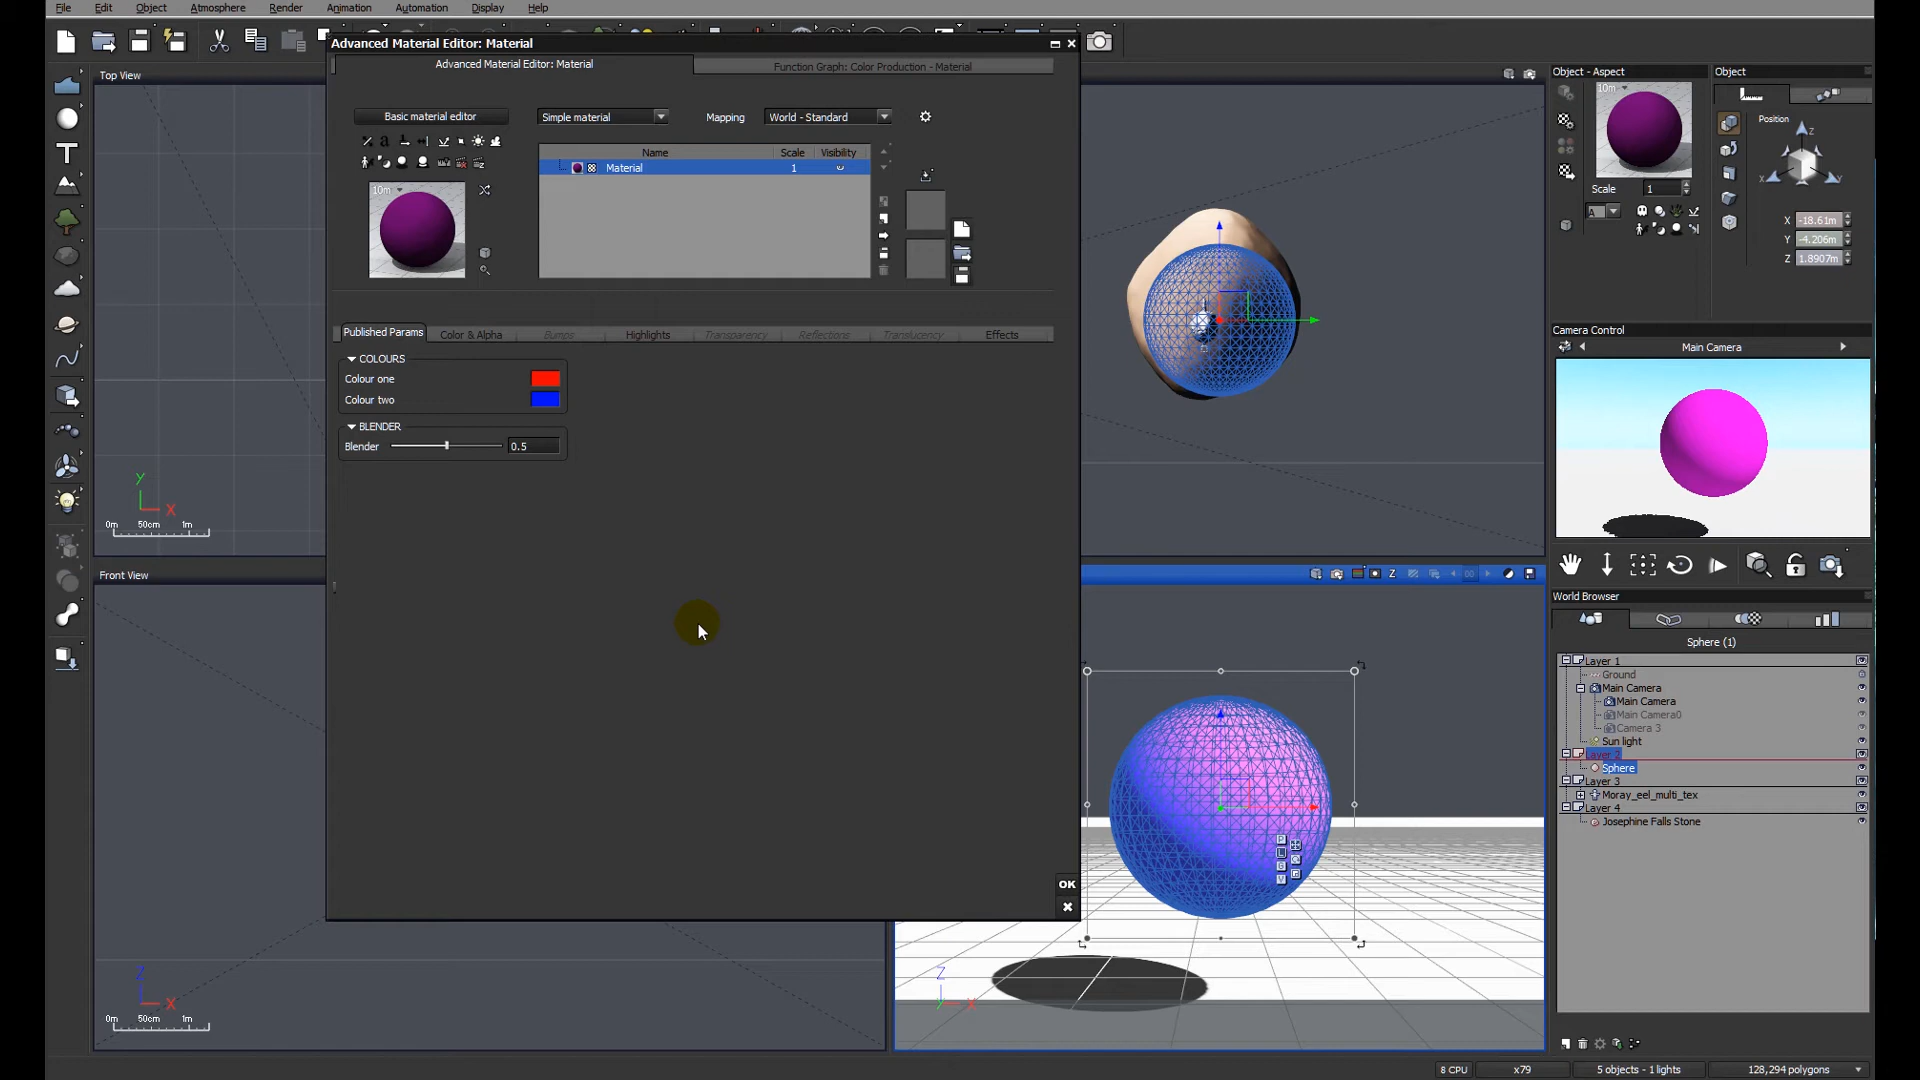 File Edit Object Atmosphere Render Animation Automation Display Help
Advanced Material Editor: Material
Advanced Material Editor: Material
Function Graph: Color Production - Material
Top View
Basic material editor
Simple material
Mapping
World - Standard
Name Scale Visibility
Material 1
10m
Published Params Color & Alpha Bumps Highlights Transparency Reflections Translucency Effects
COLOURS
Colour one
Colour two
BLENDER
Blender 0.5
OK
Y
X
0m 50cm 1m
Front View
Z
X
0m 50cm 1m
Z
Z
X
Object - Aspect
10m
Scale 1
A
Object
Position
Z
X Y
X -18.61m
Y -4.206m
Z 1.8907m
Camera Control
Main Camera
World Browser
Sphere (1)
Layer 1
Ground
Main Camera
Main Camera
Main Camera0
Camera 3
Sun light
Layer 2
Sphere
Layer 3
Moray_eel_multi_tex
Layer 4
Josephine Falls Stone
8 CPU x79 5 objects - 1 lights 128,294 polygons